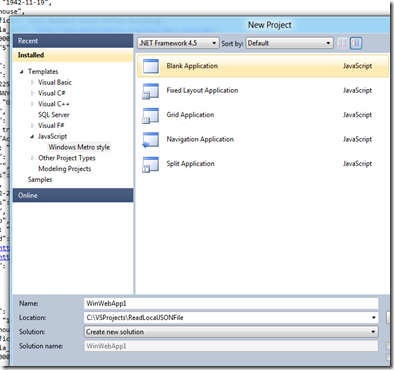 "1942-11-19",
ouse",
New Project
Recent
.NET Framework 4.5
Sort by:
Default
Installed
Templates
Visual Basic
Visual C#
Visual C++
SQL Server
Visual F#
JavaScript
Windows Metro style
Other Project Types
Modeling Projects
Samples
Online
Blank Application JavaScript
Fixed Layout Application JavaScript
Grid Application JavaScript
Navigation Application JavaScript
Split Application JavaScript
Name: WinWebApp1
Location: C:\VSProjects\ReadLocalJSONFile
Solution: Create new solution
Solution name: WinWebApp1